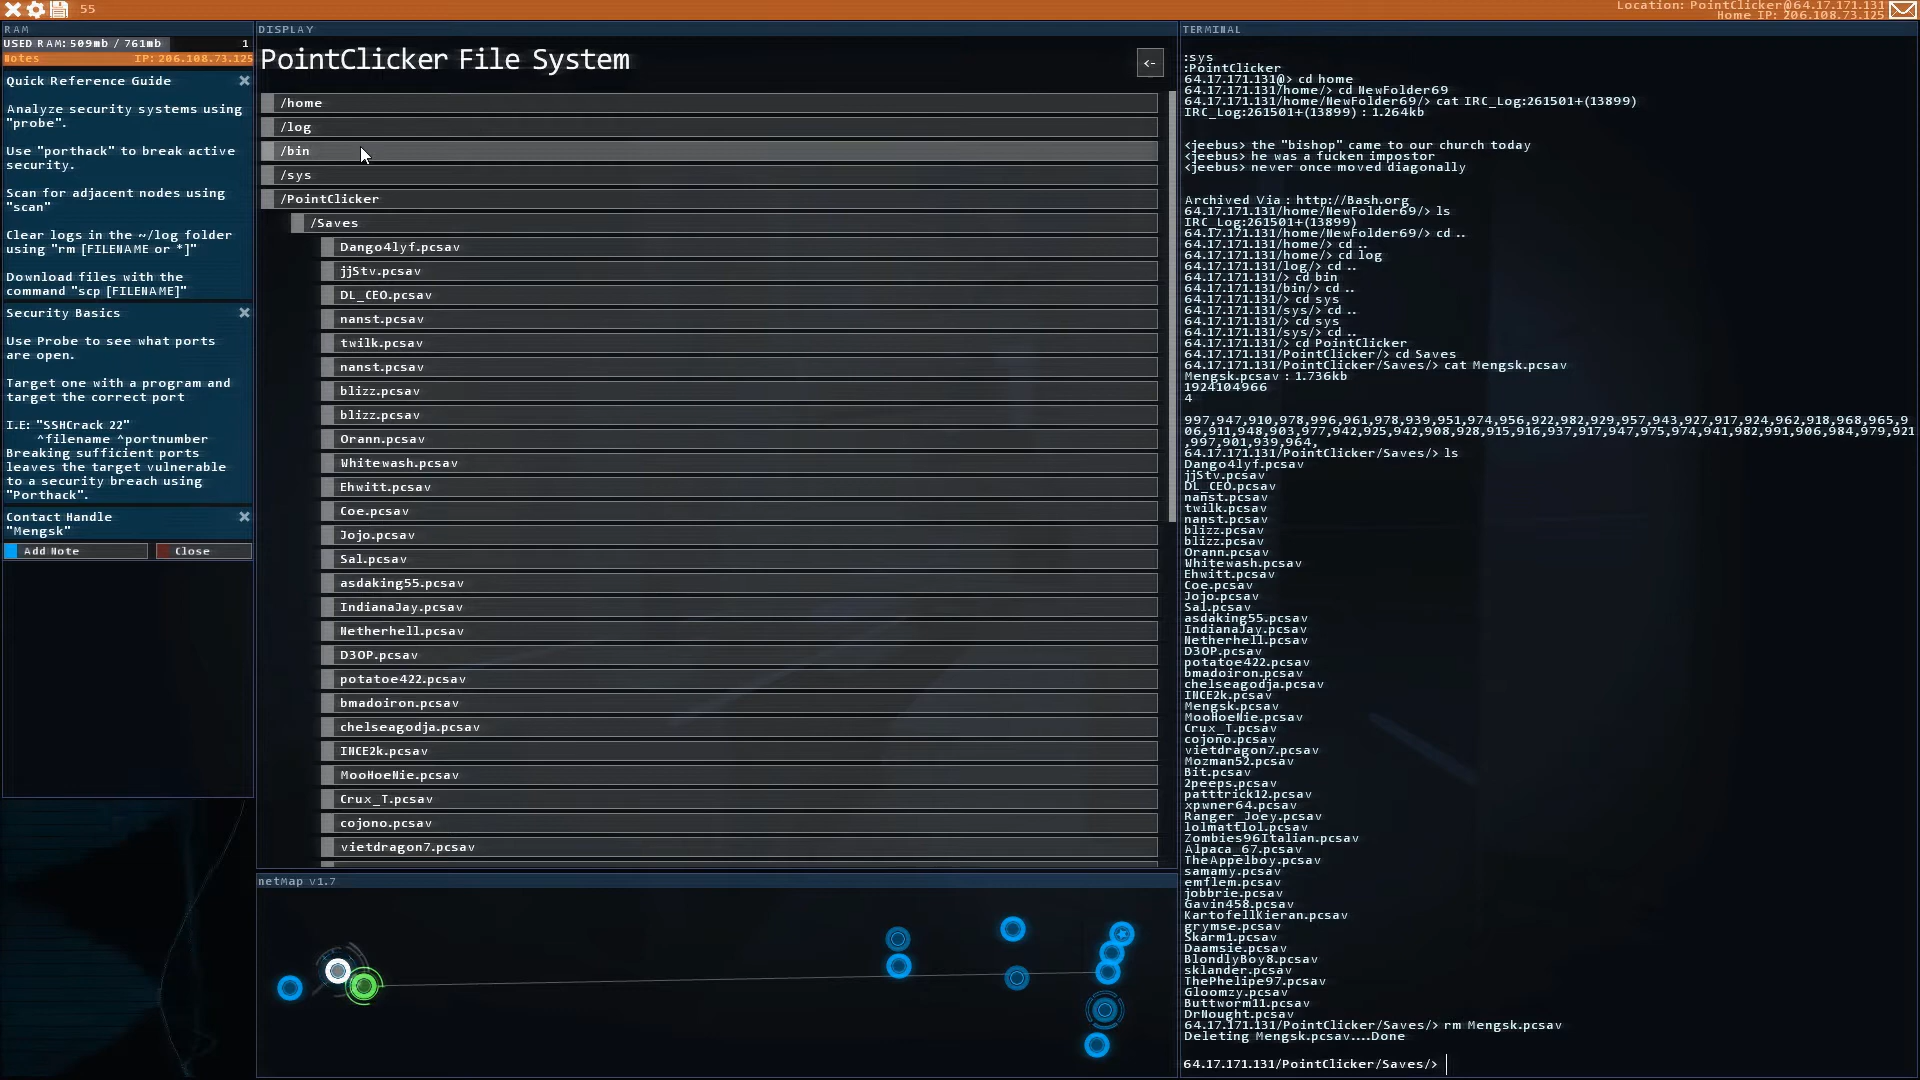 55
Location: PointClicker@64.17.171.131
Home IP: 206.108.73.125
RAM
USED RAM: 509mb / 761mb 1
Notes IP: 206.108.73.125
Quick Reference Guide
Analyze security systems using
"probe".
Use "porthack" to break active
security.
Scan for adjacent nodes using
"scan"
Clear logs in the ~/log folder
using "rm [FILENAME or *]"
Download files with the
command "scp [FILENAME]"
Security Basics
Use Probe to see what ports
are open.
Target one with a program and
target the correct port
I.E: "SSHCrack 22"
^filename ^portnumber
Breaking sufficient ports
leaves the target vulnerable
to a security breach using
"Porthack".
Contact Handle
"Mengsk"
Add Note
Close
DISPLAY
PointClicker File System
<-
/home
/log
/bin
/sys
/PointClicker
/Saves
Dango4lyf.pcsav
jjStv.pcsav
DL_CEO.pcsav
nanst.pcsav
twilk.pcsav
nanst.pcsav
blizz.pcsav
blizz.pcsav
Orann.pcsav
Whitewash.pcsav
Ehwitt.pcsav
Coe.pcsav
Jojo.pcsav
Sal.pcsav
asdaking55.pcsav
IndianaJay.pcsav
Netherhell.pcsav
D3OP.pcsav
potatoe422.pcsav
bmadoiron.pcsav
chelseagodja.pcsav
INCE2k.pcsav
MooHoeNie.pcsav
Crux_T.pcsav
cojono.pcsav
vietdragon7.pcsav
netMap v1.7
TERMINAL
:sys
:PointClicker
64.17.171.131@> cd home
64.17.171.131/home/> cd NewFolder69
64.17.171.131/home/NewFolder69/> cat IRC_Log:261501+(13899)
IRC_Log:261501+(13899) : 1.264kb
<jeebus> the "bishop" came to our church today
<jeebus> he was a fucken impostor
<jeebus> never once moved diagonally
Archived Via : http://Bash.org
64.17.171.131/home/NewFolder69/> ls
IRC_Log:261501+(13899)
64.17.171.131/home/NewFolder69/> cd ..
64.17.171.131/home/> cd ..
64.17.171.131/> cd log
64.17.171.131/log/> cd ..
64.17.171.131/> cd bin
64.17.171.131/bin/> cd ..
64.17.171.131/> cd sys
64.17.171.131/sys/> cd ..
64.17.171.131/> cd sys
64.17.171.131/sys/> cd ..
64.17.171.131/> cd PointClicker
64.17.171.131/PointClicker/> cd Saves
64.17.171.131/PointClicker/Saves/> cat Mengsk.pcsav
Mengsk.pcsav : 1.736kb
1924104966
4
997,947,910,978,996,961,978,939,951,974,956,922,982,929,957,943,927,917,924,962,918,968,965,9
06,911,948,903,977,942,925,942,908,928,915,916,937,917,947,975,974,941,982,991,906,984,979,921
,997,901,939,964,
64.17.171.131/PointClicker/Saves/> ls
Dango4lyf.pcsav
jjStv.pcsav
DL_CEO.pcsav
nanst.pcsav
twilk.pcsav
nanst.pcsav
blizz.pcsav
blizz.pcsav
Orann.pcsav
Whitewash.pcsav
Ehwitt.pcsav
Coe.pcsav
Jojo.pcsav
Sal.pcsav
asdaking55.pcsav
IndianaJay.pcsav
Netherhell.pcsav
D3OP.pcsav
potatoe422.pcsav
bmadoiron.pcsav
chelseagodja.pcsav
INCE2k.pcsav
Mengsk.pcsav
MooHoeNie.pcsav
Crux_T.pcsav
cojono.pcsav
vietdragon7.pcsav
Mozman52.pcsav
Bit.pcsav
2peeps.pcsav
patttrick12.pcsav
xpwner64.pcsav
Ranger_Joey.pcsav
lolmattlol.pcsav
Zombies96Italian.pcsav
Alpaca_67.pcsav
TheAppelboy.pcsav
samamy.pcsav
emflem.pcsav
jobbrie.pcsav
Gavin458.pcsav
KartofellKieran.pcsav
grymse.pcsav
Skarm1.pcsav
Daamsie.pcsav
BlondlyBoy8.pcsav
sklander.pcsav
ThePhelipe97.pcsav
Gloomzy.pcsav
Buttworm11.pcsav
DrNought.pcsav
64.17.171.131/PointClicker/Saves/> rm Mengsk.pcsav
Deleting Mengsk.pcsav....Done
64.17.171.131/PointClicker/Saves/>